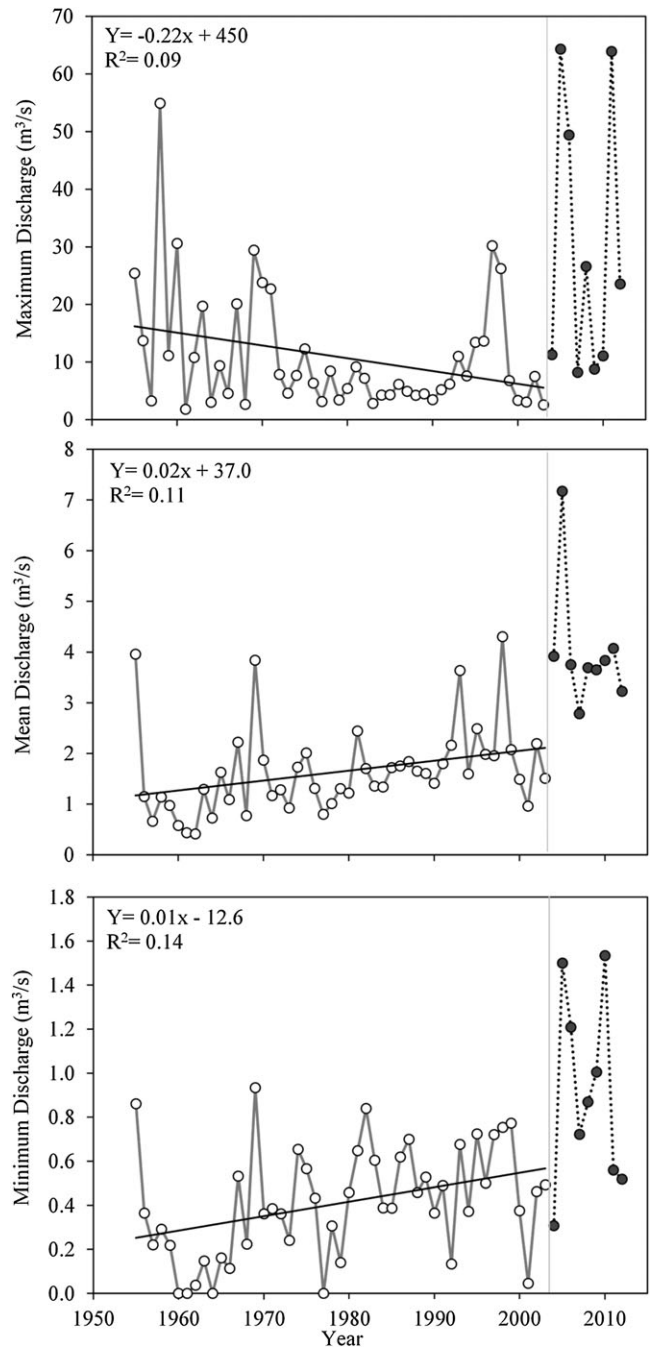 Y= -0.22x + 450
R²= 0.09
Maximum Discharge (m³/s)
70
60
50
40
30
20
10
0
Y= 0.02x + 37.0
R²= 0.11
Mean Discharge (m³/s)
8
7
6
5
4
3
2
1
0
Y= 0.01x - 12.6
R²= 0.14
Minimum Discharge (m³/s)
1.8
1.6
1.4
1.2
1.0
0.8
0.6
0.4
0.2
0.0
1950 1960 1970 1980 1990 2000 2010
Year